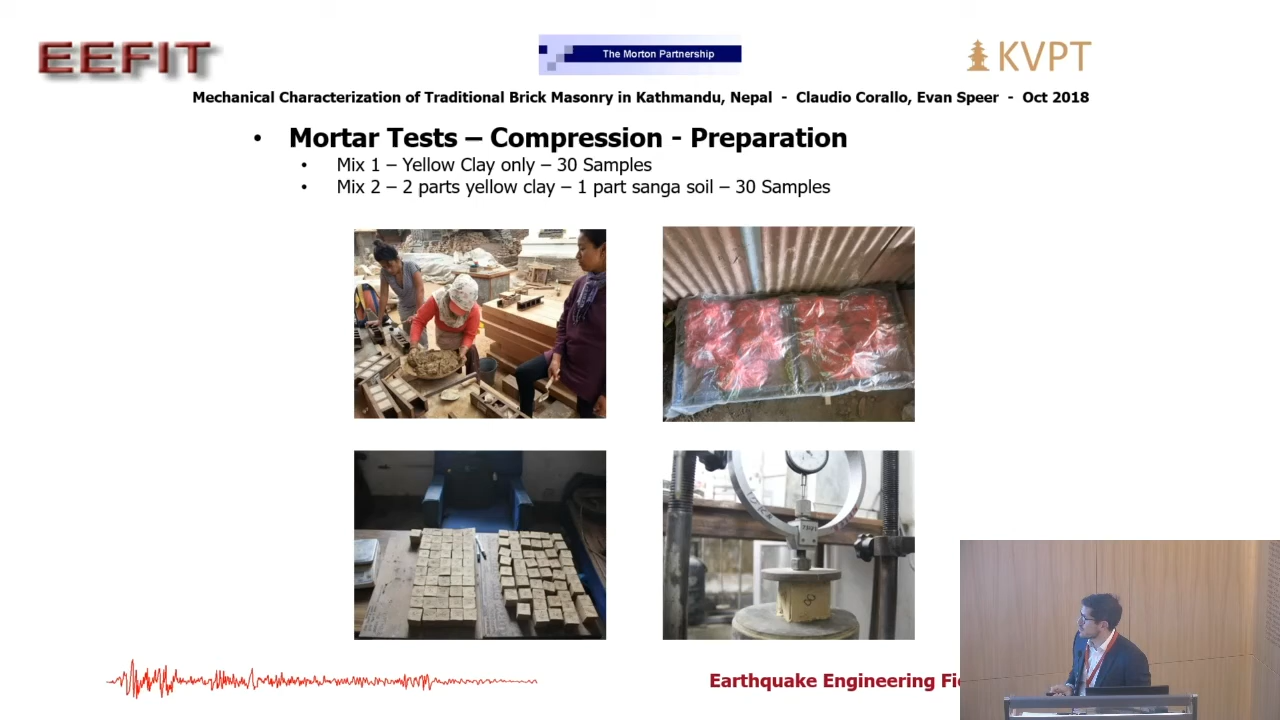 EEFIT
The Morton Partnership
KVPT
Mechanical Characterization of Traditional Brick Masonry in Kathmandu, Nepal - Claudio Corallo, Evan Speer - Oct 2018
• Mortar Tests – Compression - Preparation
• Mix 1 – Yellow Clay only – 30 Samples
• Mix 2 – 2 parts yellow clay – 1 part sanga soil – 30 Samples
8
Earthquake Engineering Fie